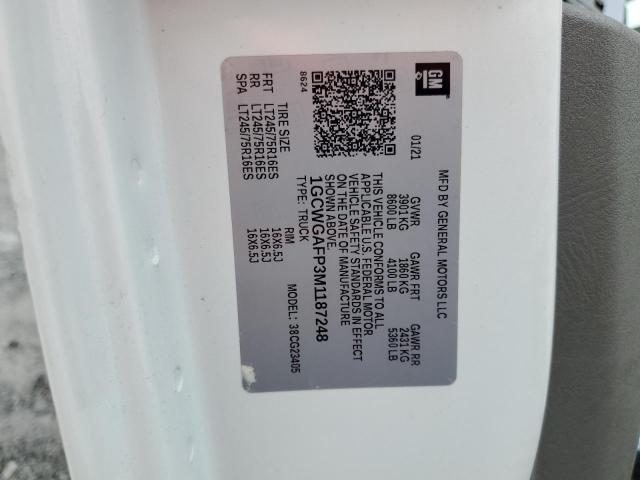 GM
MFD BY GENERAL MOTORS LLC
01/21 GVWR GAWR FRT GAWR RR
3901 KG 1860 KG 2431 KG
8600 LB 4100 LB 5360 LB
THIS VEHICLE CONFORMS TO ALL
APPLICABLE U.S. FEDERAL MOTOR
VEHICLE SAFETY STANDARDS IN EFFECT
ON THE DATE OF MANUFACTURE
SHOWN ABOVE.
1GCWGAFP3M1187248
8624 TYPE: TRUCK MODEL: 38CG23405
TIRE SIZE RIM
FRT LT245/75R16ES 16X6.5J
RR LT245/75R16ES 16X6.5J
SPA LT245/75R16ES 16X6.5J